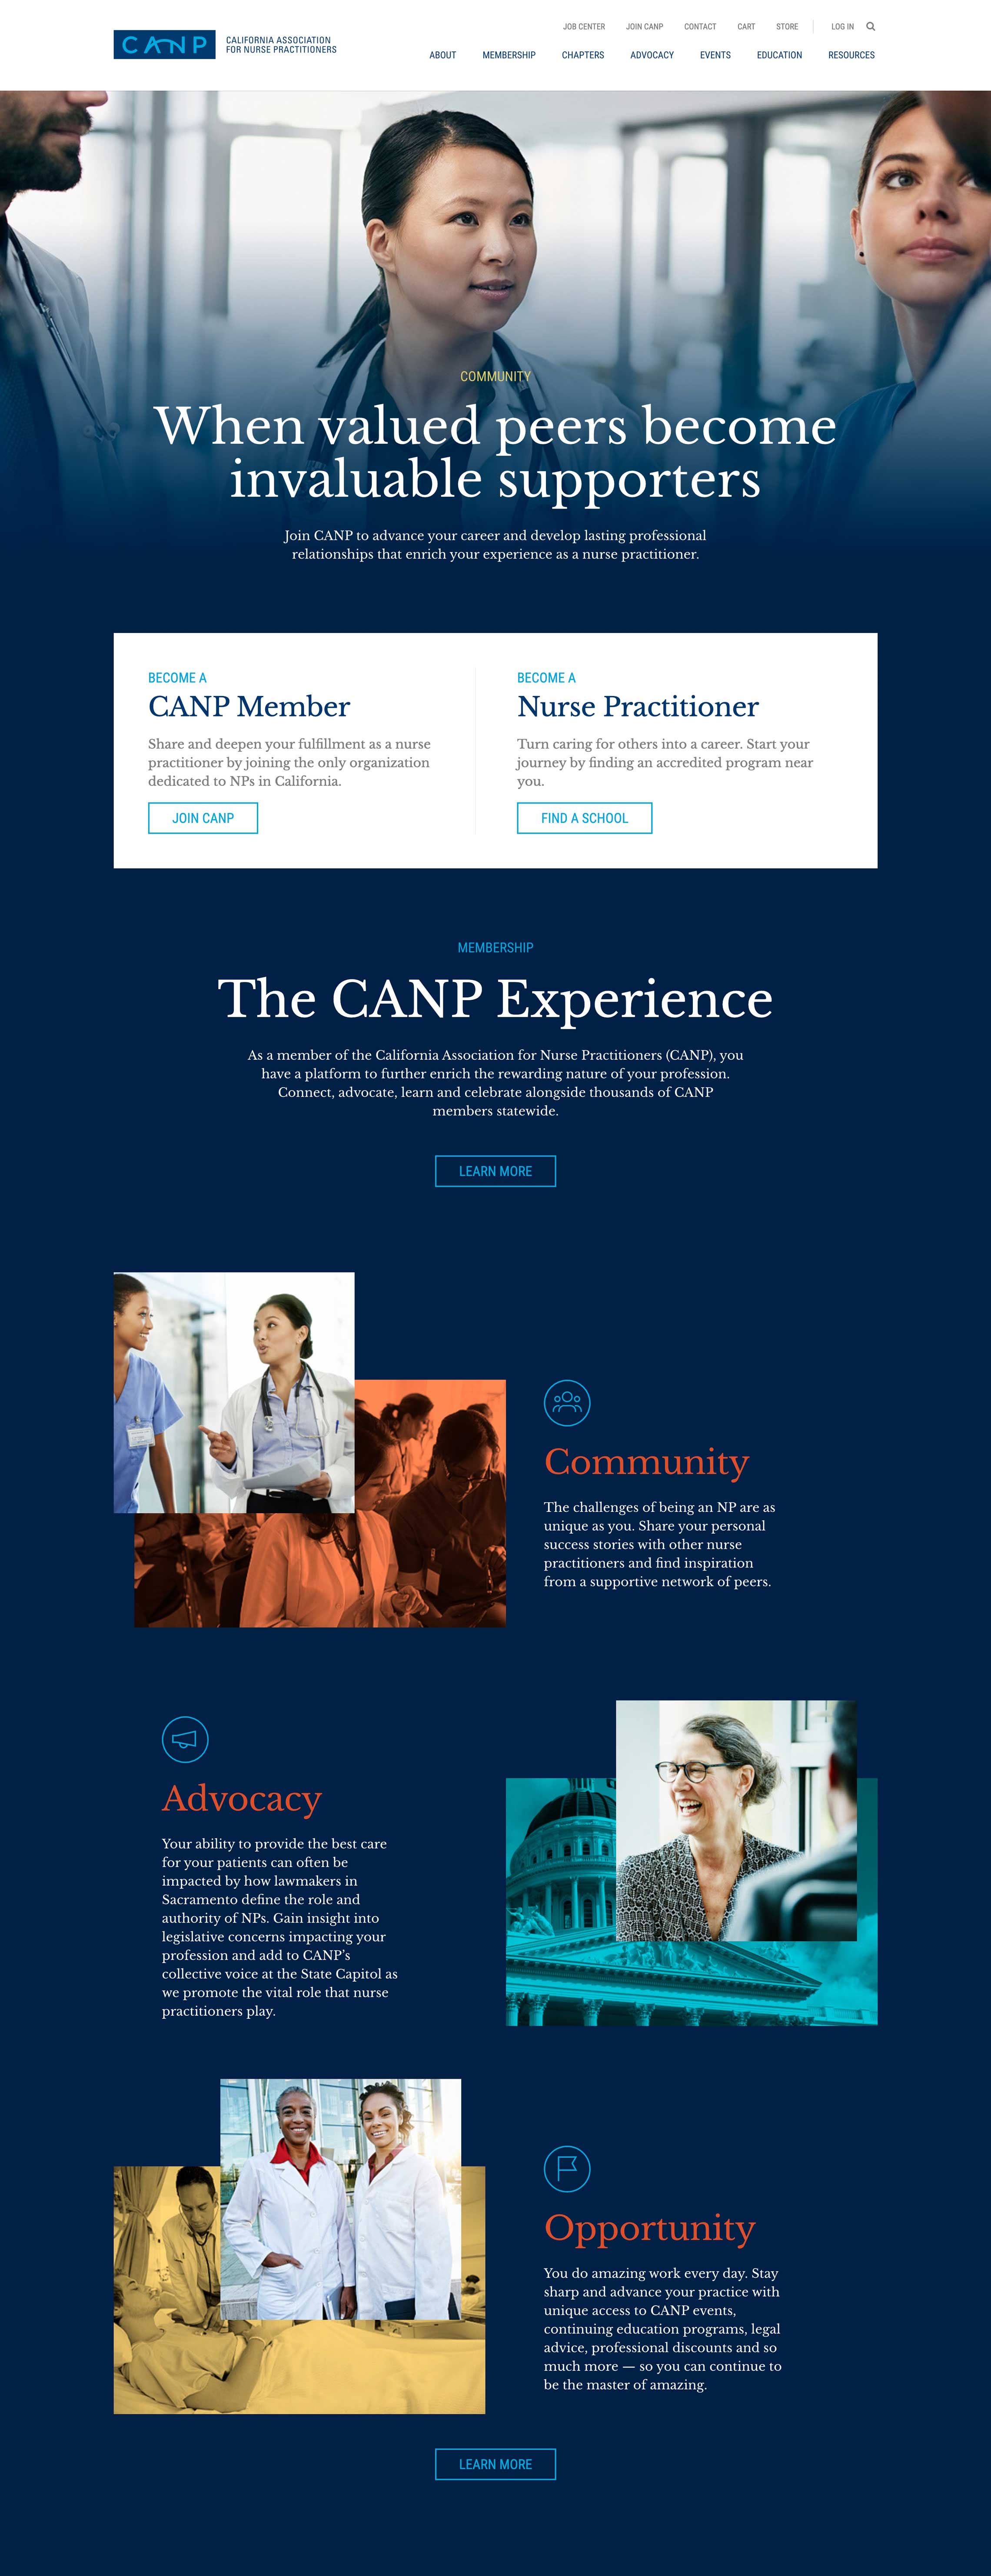 CANP
CALIFORNIA ASSOCIATION
FOR NURSE PRACTITIONERS
JOB CENTER
JOIN CANP
CONTACT
CART
STORE
LOG IN
ABOUT
MEMBERSHIP
CHAPTERS
ADVOCACY
EVENTS
EDUCATION
RESOURCES
COMMUNITY
When valued peers become
invaluable supporters
Join CANP to advance your career and develop lasting professional
relationships that enrich your experience as a nurse practitioner.
BECOME A
CANP Member
Share and deepen your fulfillment as a nurse
practitioner by joining the only organization
dedicated to NPs in California.
JOIN CANP
BECOME A
Nurse Practitioner
Turn caring for others into a career. Start your
journey by finding an accredited program near
you.
FIND A SCHOOL
MEMBERSHIP
The CANP Experience
As a member of the California Association for Nurse Practitioners (CANP), you
have a platform to further enrich the rewarding nature of your profession.
Connect, advocate, learn and celebrate alongside thousands of CANP
members statewide.
LEARN MORE
Community
The challenges of being an NP are as
unique as you. Share your personal
success stories with other nurse
practitioners and find inspiration
from a supportive network of peers.
Advocacy
Your ability to provide the best care
for your patients can often be
impacted by how lawmakers in
Sacramento define the role and
authority of NPs. Gain insight into
legislative concerns impacting your
profession and add to CANP's
collective voice at the State Capitol as
we promote the vital role that nurse
practitioners play.
Opportunity
You do amazing work every day. Stay
sharp and advance your practice with
unique access to CANP events,
continuing education programs, legal
advice, professional discounts and so
much more — so you can continue to
be the master of amazing.
LEARN MORE